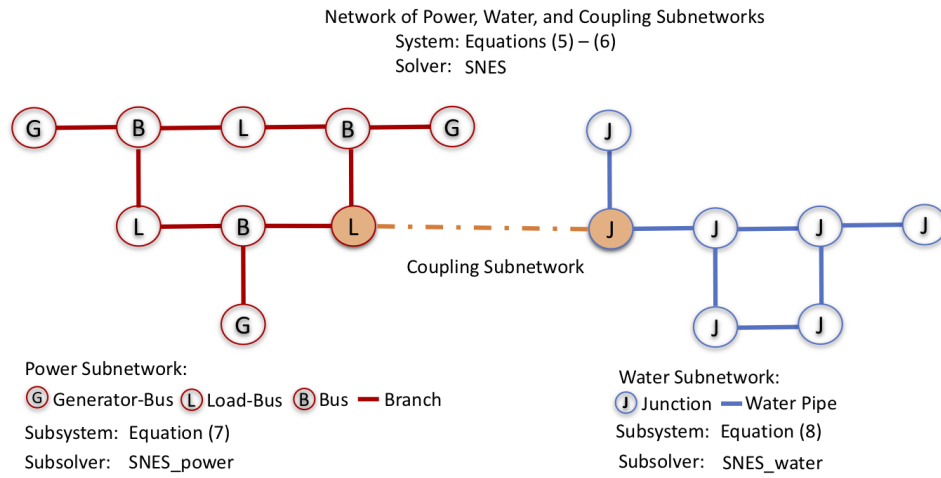 Network of Power, Water, and Coupling Subnetworks
System: Equations (5) – (6)
Solver: SNES
G B L B G
J
L B L
J J J J
Coupling Subnetwork
G
J J
Power Subnetwork:
G Generator-Bus L Load-Bus B Bus Branch
Subsystem: Equation (7)
Subsolver: SNES_power
Water Subnetwork:
J Junction Water Pipe
Subsystem: Equation (8)
Subsolver: SNES_water